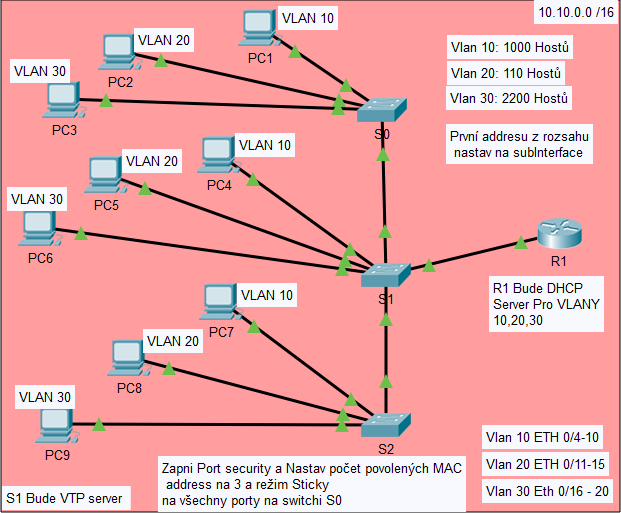 10.10.0.0 /16
VLAN 10
PC1
VLAN 20
PC2
VLAN 30
PC3
S0
Vlan 10: 1000 Hostů
Vlan 20: 110 Hostů
Vlan 30: 2200 Hostů
První addresu z rozsahu
nastav na subInterface
VLAN 10
PC4
VLAN 20
PC5
VLAN 30
PC6
S1
R1
R1 Bude DHCP
Server Pro VLANY
10,20,30
VLAN 10
PC7
VLAN 20
PC8
VLAN 30
PC9
S2
Vlan 10 ETH 0/4-10
Vlan 20 ETH 0/11-15
Vlan 30 Eth 0/16 - 20
Zapni Port security a Nastav počet povolených MAC
address na 3 a režim Sticky
na všechny porty na switchi S0
S1 Bude VTP server